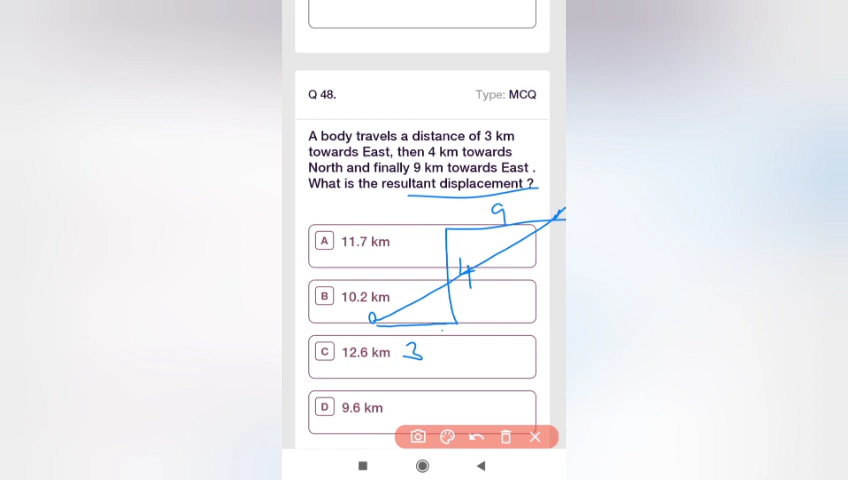 Q 48.
Type: MCQ
A body travels a distance of 3 km
towards East, then 4 km towards
North and finally 9 km towards East .
What is the resultant displacement ?
9
A 11.7 km
4
B 10.2 km
C 12.6 km 3
D 9.6 km